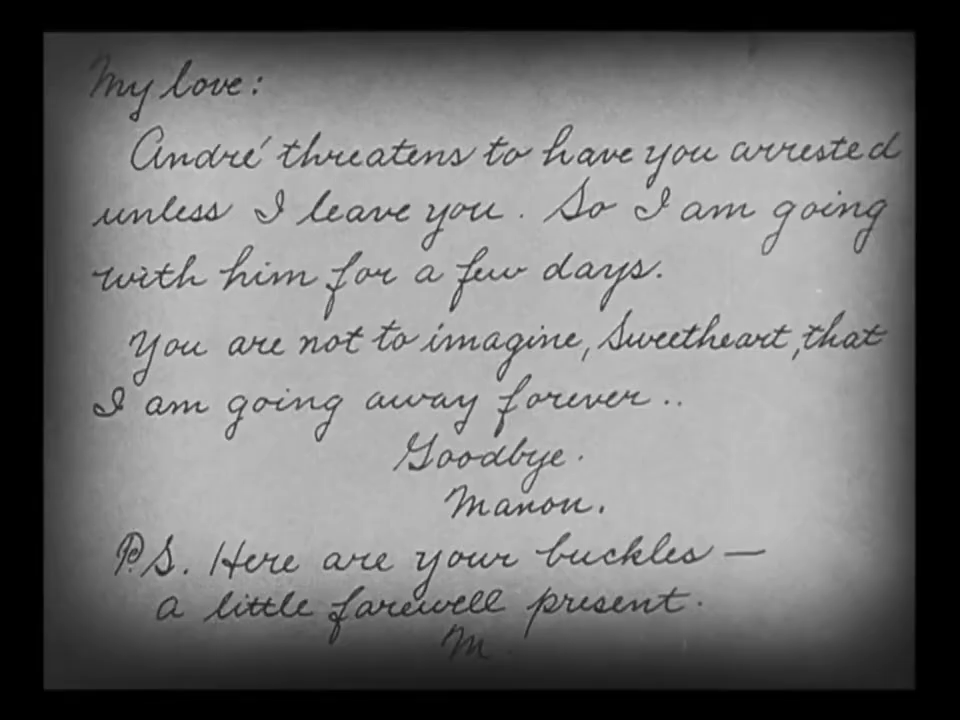 My love:
André threatens to have you arrested
unless I leave you. So I am going
with him for a few days.
You are not to imagine, Sweetheart, that
I am going away forever..
Goodbye.
Manon.
P.S. Here are your buckles —
a little farewell present.
M.